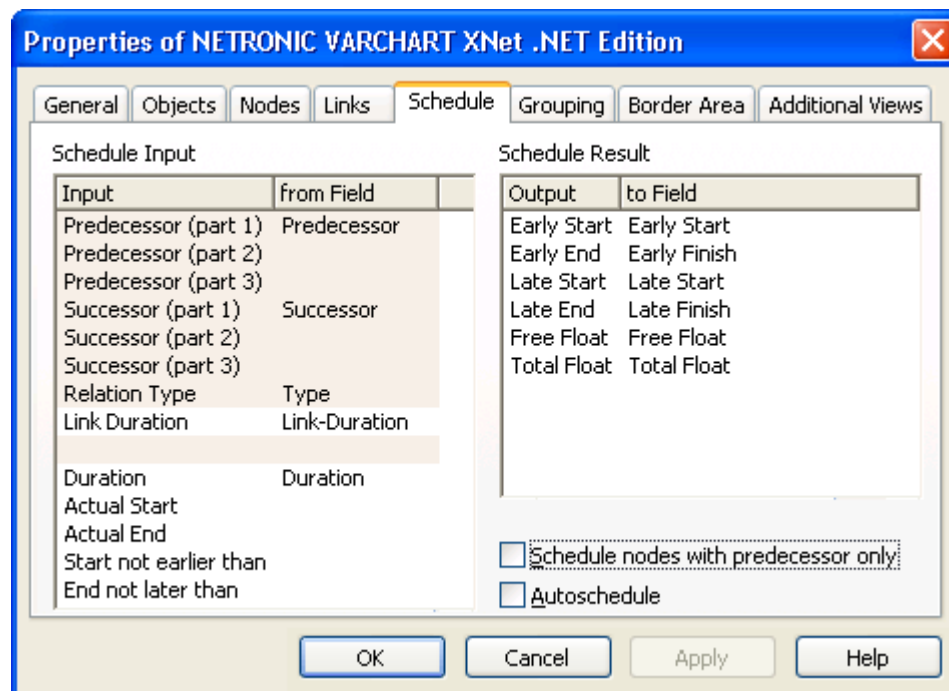 Properties of NETRONIC VARCHART XNet .NET Edition
General Objects Nodes Links Schedule Grouping Border Area Additional Views
Schedule Input
Input from Field
Predecessor (part 1) Predecessor
Predecessor (part 2)
Predecessor (part 3)
Successor (part 1) Successor
Successor (part 2)
Successor (part 3)
Relation Type Type
Link Duration Link-Duration
Duration Duration
Actual Start
Actual End
Start not earlier than
End not later than
Schedule Result
Output to Field
Early Start Early Start
Early End Early Finish
Late Start Late Start
Late End Late Finish
Free Float Free Float
Total Float Total Float
Schedule nodes with predecessor only
Autoschedule
OK Cancel Apply Help